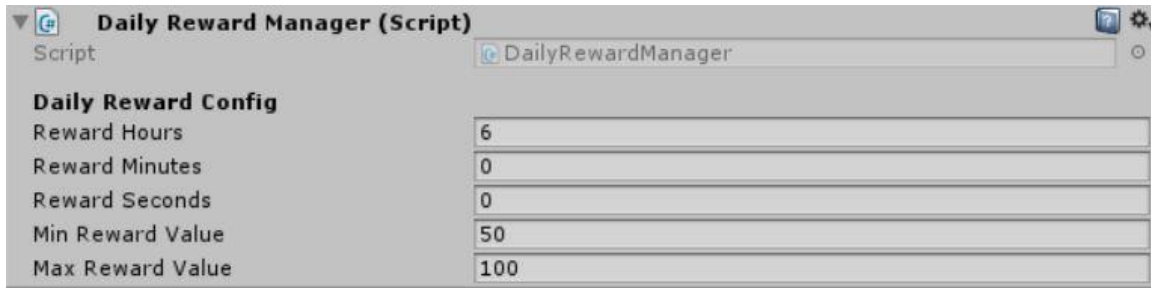 Daily Reward Manager (Script)
Script DailyRewardManager
Daily Reward Config
Reward Hours 6
Reward Minutes 0
Reward Seconds 0
Min Reward Value 50
Max Reward Value 100